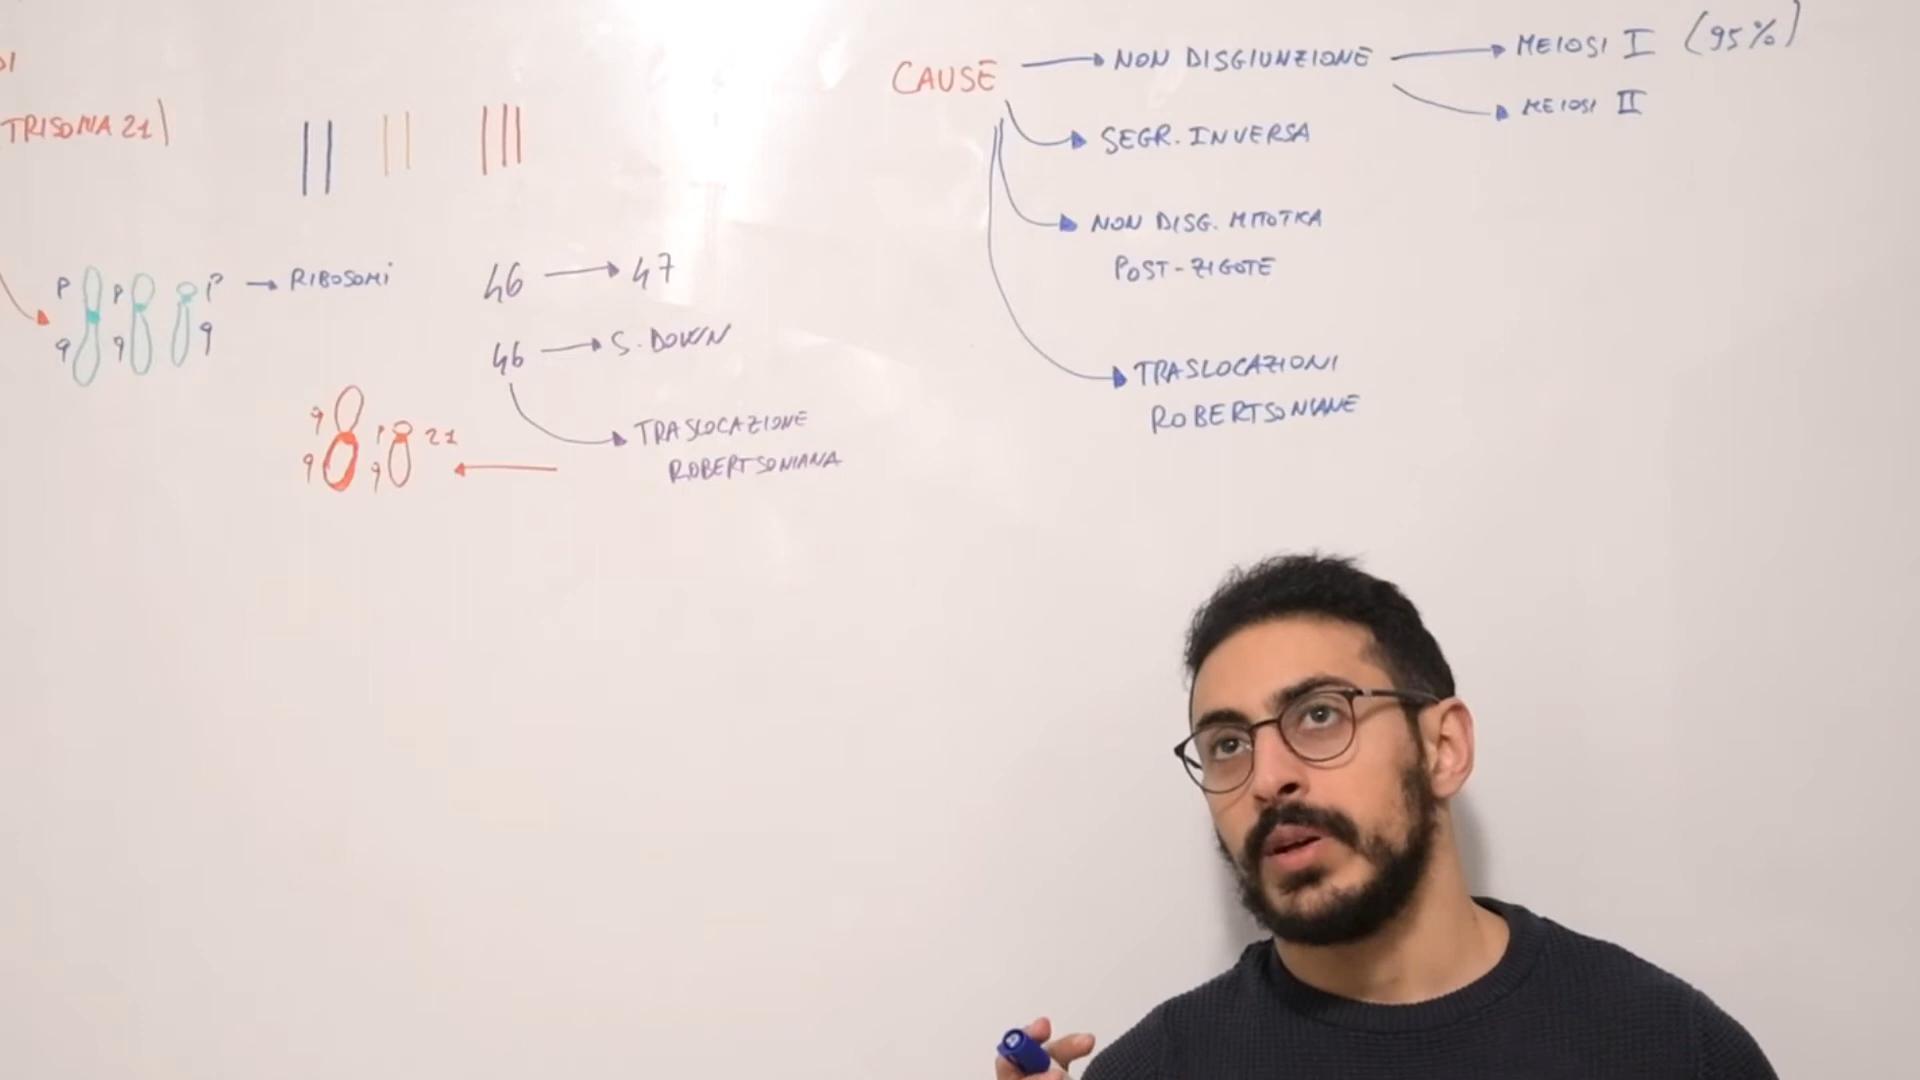 TRISOMIA 21)
P P P → RIBOSOMI
q q q
46 → 47
46 → S. DOWN
TRASLOCAZIONE
ROBERTSONIANA
q P 21
q q
CAUSE → NON DISGIUNZIONE → MEIOSI I (95%)
MEIOSI II
SEGR. INVERSA
NON DISG. MITOTICA
POST-ZIGOTE
TRASLOCAZIONI
ROBERTSONIANE